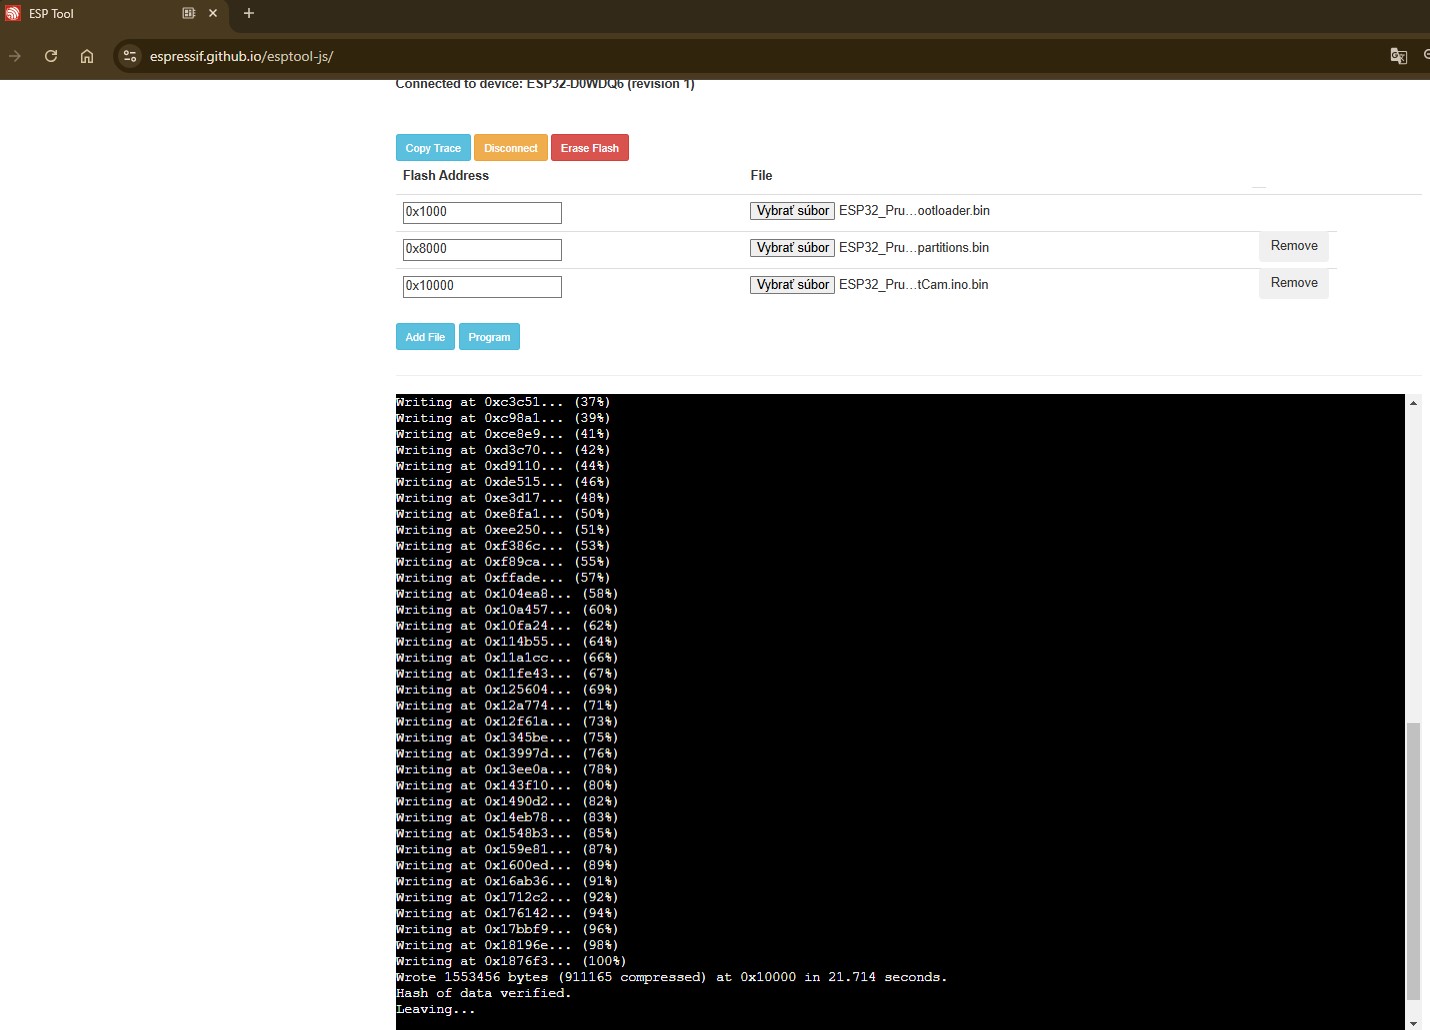 ESP Tool
espressif.github.io/esptool-js/
Connected to device: ESP32-D0WDQ6 (revision 1)
Copy Trace Disconnect Erase Flash
Flash Address File
0x1000 Vybrať súbor ESP32_Pru...ootloader.bin
0x8000 Vybrať súbor ESP32_Pru...partitions.bin Remove
0x10000 Vybrať súbor ESP32_Pru...tCam.ino.bin Remove
Add File Program
Writing at 0xc3c51... (37%)
Writing at 0xc98a1... (39%)
Writing at 0xce8e9... (41%)
Writing at 0xd3c70... (42%)
Writing at 0xd9110... (44%)
Writing at 0xde515... (46%)
Writing at 0xe3d17... (48%)
Writing at 0xe8fa1... (50%)
Writing at 0xee250... (51%)
Writing at 0xf386c... (53%)
Writing at 0xf89ca... (55%)
Writing at 0xffade... (57%)
Writing at 0x104ea8... (58%)
Writing at 0x10a457... (60%)
Writing at 0x10fa24... (62%)
Writing at 0x114b55... (64%)
Writing at 0x11a1cc... (66%)
Writing at 0x11fe43... (67%)
Writing at 0x125604... (69%)
Writing at 0x12a774... (71%)
Writing at 0x12f61a... (73%)
Writing at 0x1345be... (75%)
Writing at 0x13997d... (76%)
Writing at 0x13ee0a... (78%)
Writing at 0x143f10... (80%)
Writing at 0x1490d2... (82%)
Writing at 0x14eb78... (83%)
Writing at 0x1548b3... (85%)
Writing at 0x159e81... (87%)
Writing at 0x1600ed... (89%)
Writing at 0x16ab36... (91%)
Writing at 0x1712c2... (92%)
Writing at 0x176142... (94%)
Writing at 0x17bbf9... (96%)
Writing at 0x18196e... (98%)
Writing at 0x1876f3... (100%)
Wrote 1553456 bytes (911165 compressed) at 0x10000 in 21.714 seconds.
Hash of data verified.
Leaving...